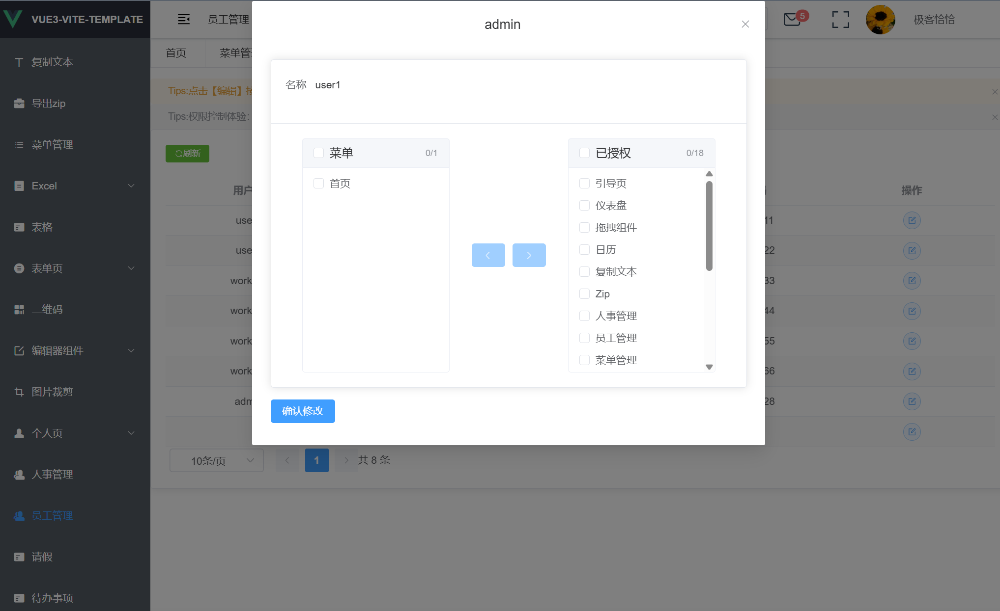 VUE3-VITE-TEMPLATE
复制文本
导出zip
菜单管理
Excel
表格
表单页
二维码
编辑器组件
图片裁剪
个人页
人事管理
员工管理
请假
待办事项
员工管理
5
极客恰恰
首页
菜单管
Tips:点击【编辑】
Tips:权限控制体验:
刷新
用户
操作
use
11
use
22
work
33
work
44
work
55
work
66
adm
28
10条/页
1
共 8 条
admin
名称 user1
菜单 0/1
首页
已授权 0/18
引导页
仪表盘
拖拽组件
日历
复制文本
Zip
人事管理
员工管理
菜单管理
确认修改